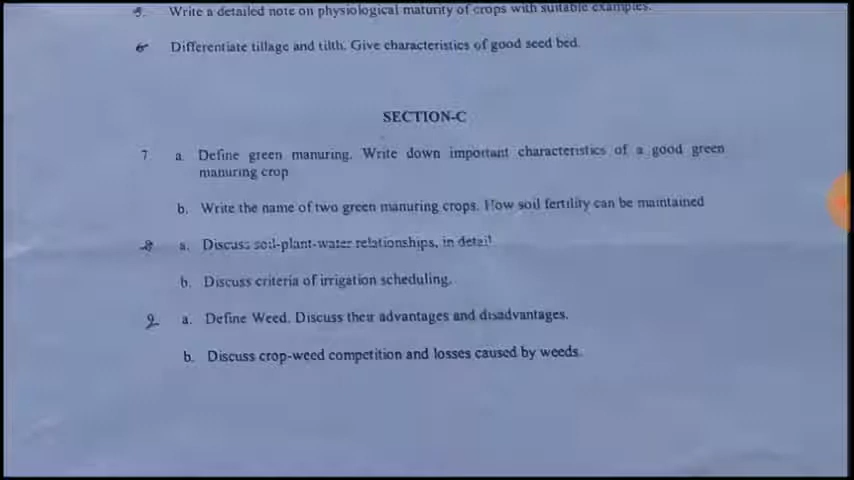 5. Write a detailed note on physiological maturity of crops with suitable examples.
6 Differentiate tillage and tilth. Give characteristics of good seed bed.
SECTION-C
7 a. Define green manuring. Write down important characteristics of a good green
manuring crop
b. Write the name of two green manuring crops. How soil fertility can be maintained
8 a. Discuss soil-plant-water relationships, in detail
b. Discuss criteria of irrigation scheduling.
9 a. Define Weed. Discuss their advantages and disadvantages.
b. Discuss crop-weed competition and losses caused by weeds.